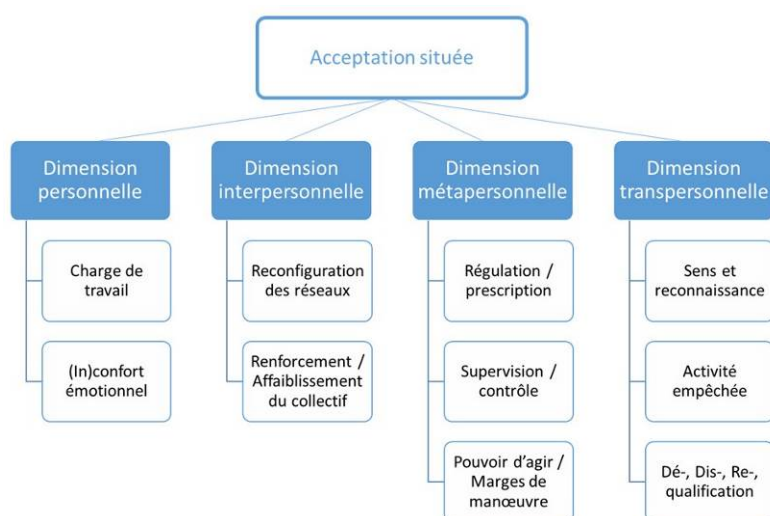 Acceptation située
Dimension
personnelle
Charge de
travail
(In)confort
émotionnel
Dimension
interpersonnelle
Reconfiguration
des réseaux
Renforcement /
Affaiblissement
du collectif
Dimension
métapersonnelle
Régulation /
prescription
Supervision /
contrôle
Pouvoir d'agir /
Marges de
manœuvre
Dimension
transpersonnelle
Sens et
reconnaissance
Activité
empêchée
Dé-, Dis-, Re-,
qualification